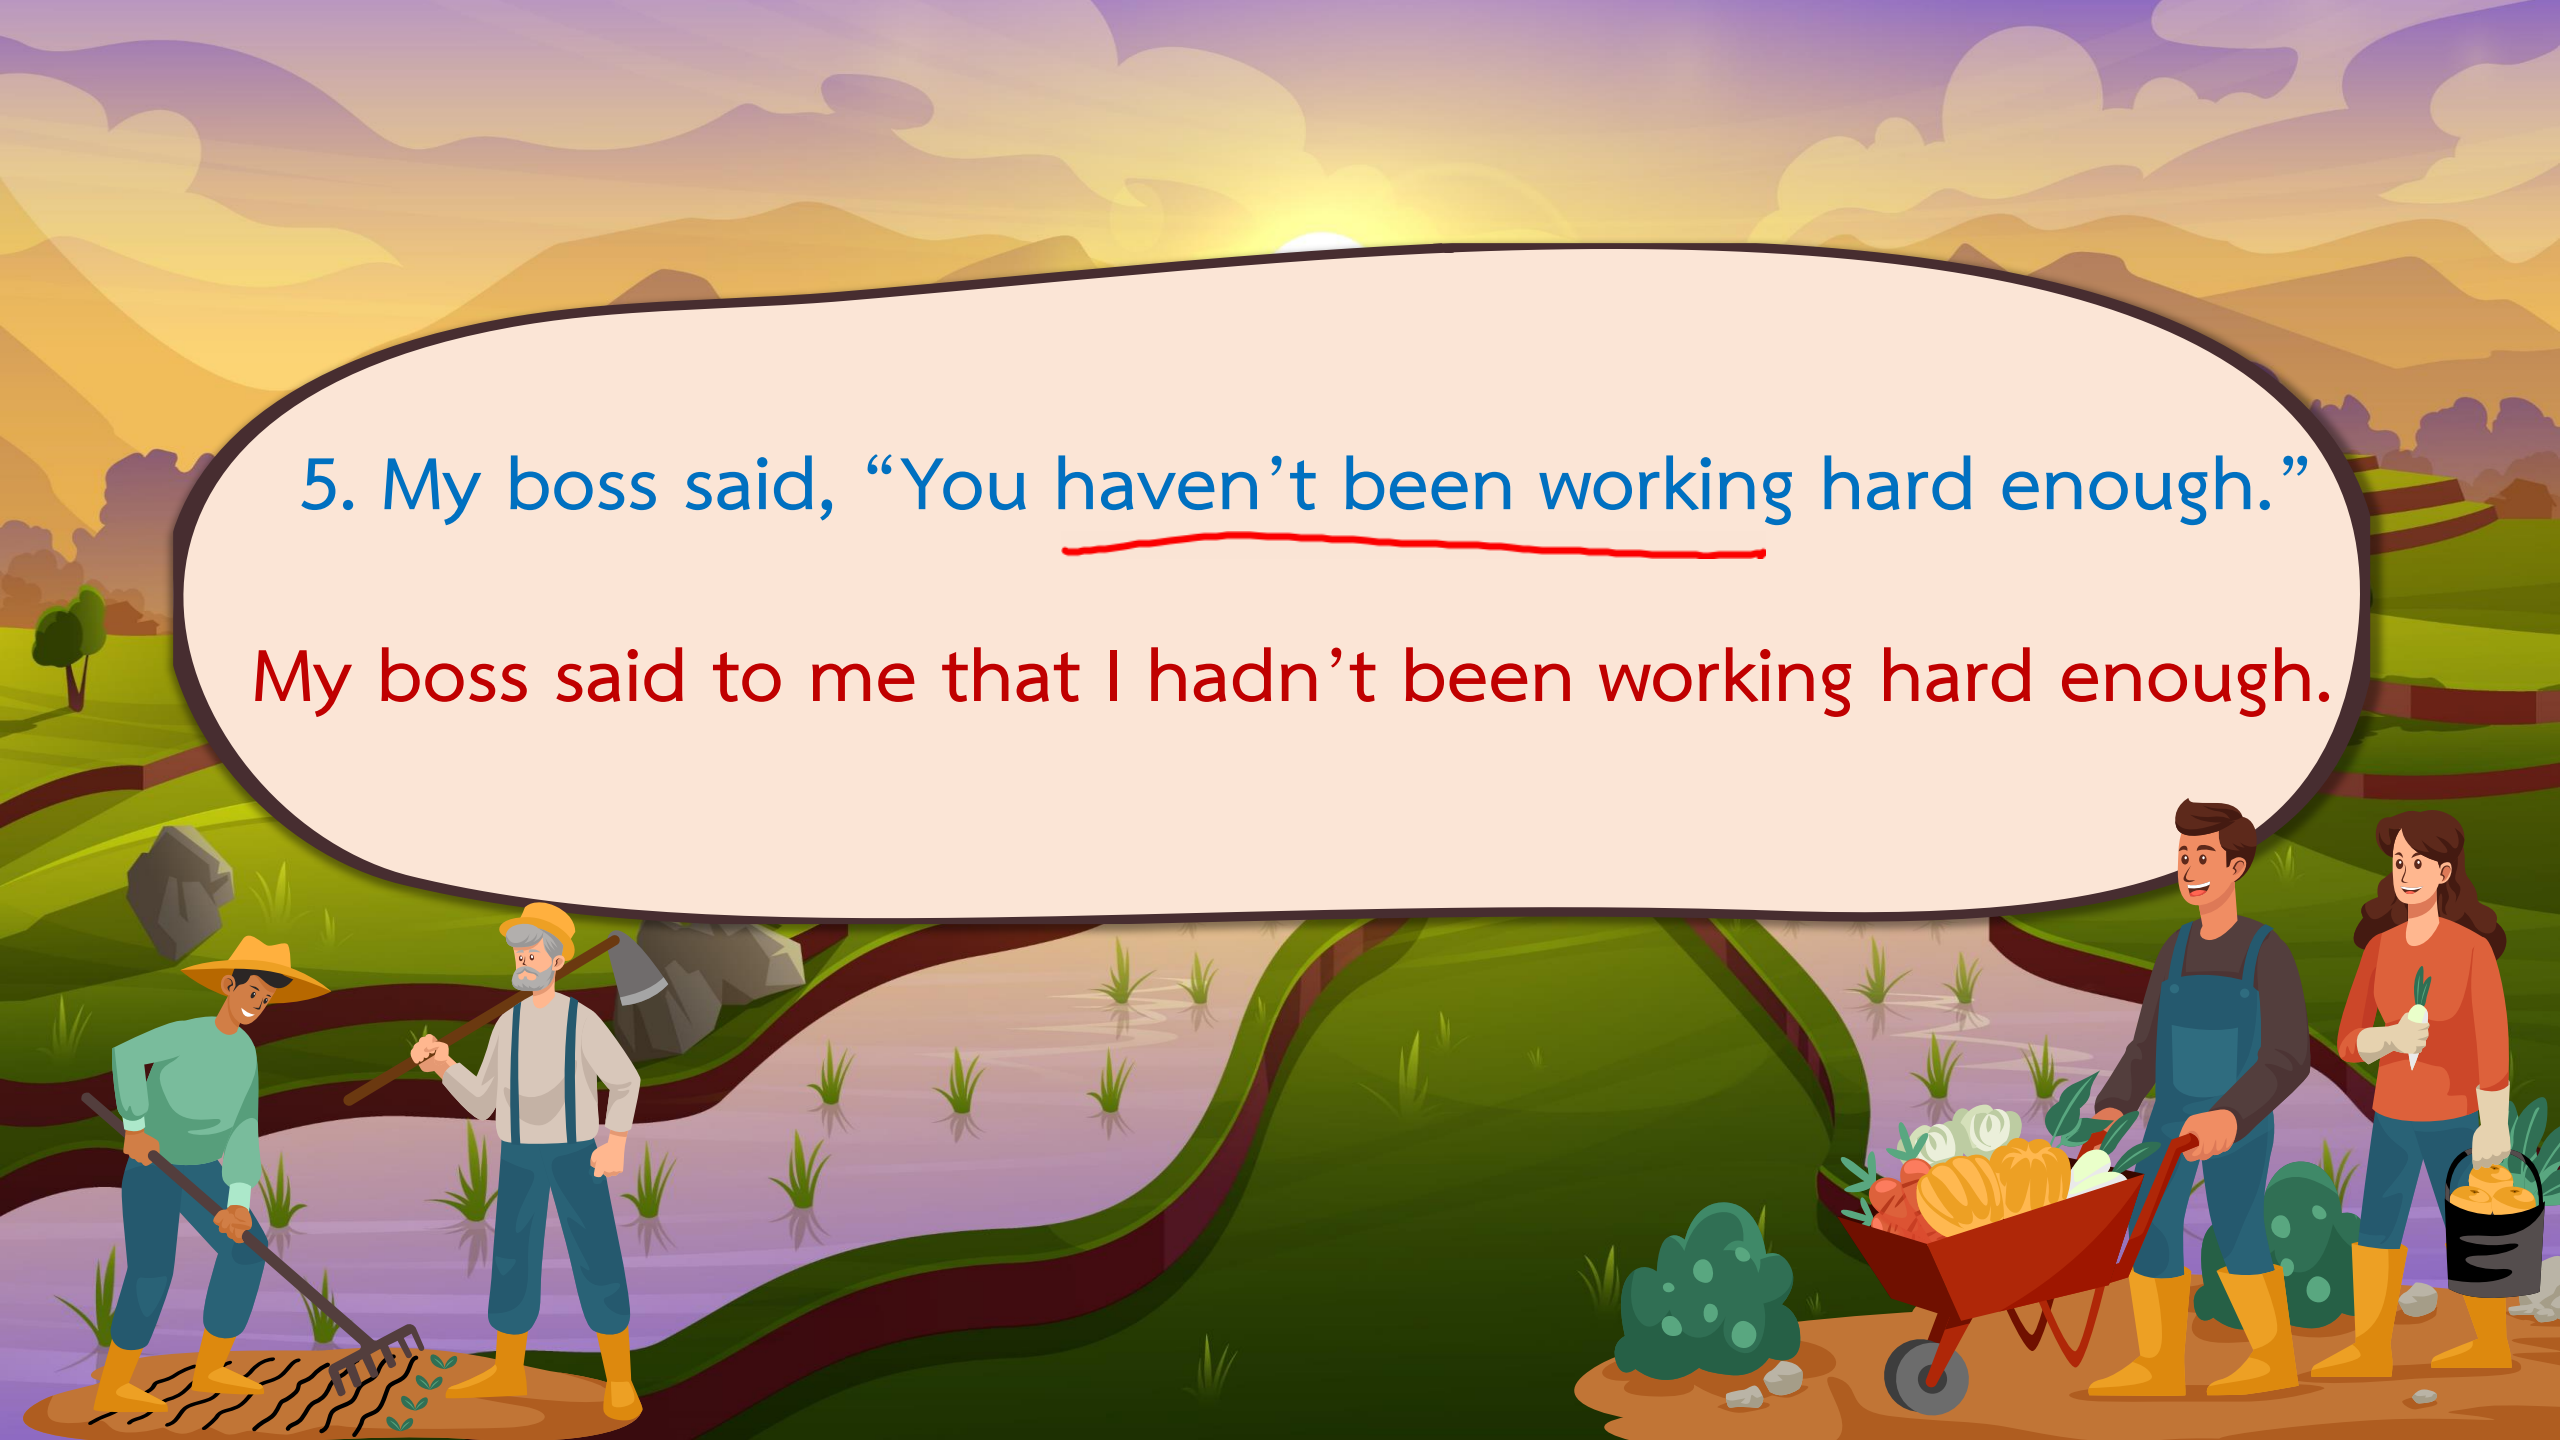 5. My boss said, “You haven’t been working hard enough.”
My boss said to me that I hadn’t been working hard enough.